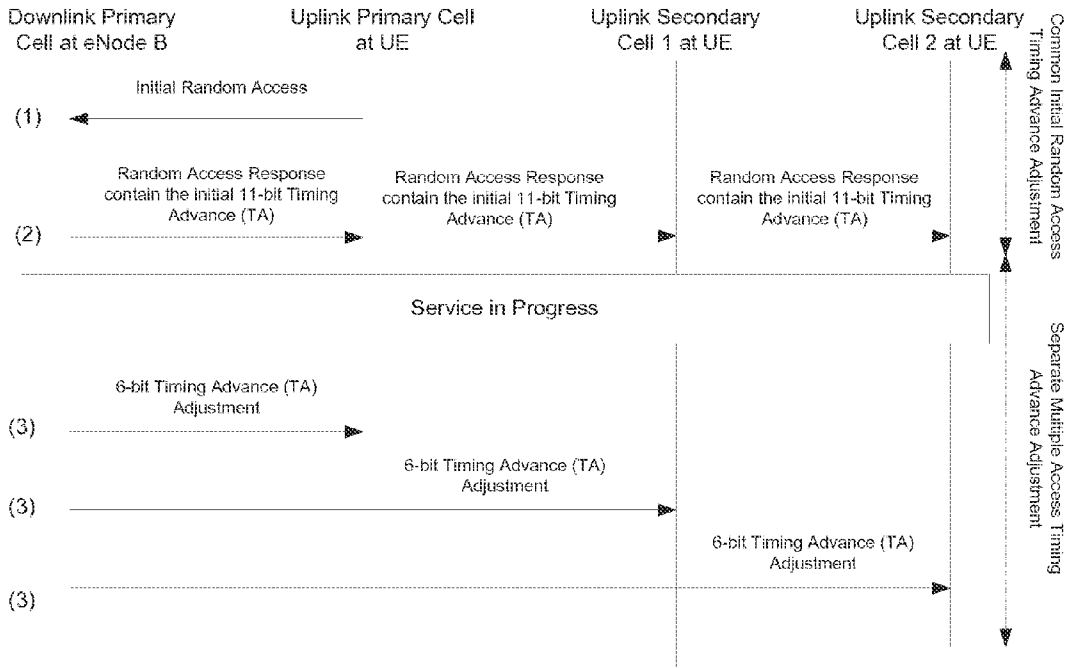 Downlink Primary
Cell at eNode B
Uplink Primary Cell
at UE
Uplink Secondary
Cell 1 at UE
Uplink Secondary
Cell 2 at UE
Common Initial Random Access
Timing Advance Adjustment
Initial Random Access
(1)
Random Access Response
contain the initial 11-bit Timing
Advance (TA)
Random Access Response
contain the initial 11-bit Timing
Advance (TA)
Random Access Response
contain the initial 11-bit Timing
Advance (TA)
(2)
Service in Progress
Separate Multiple Access Timing
Advance Adjustment
6-bit Timing Advance (TA)
Adjustment
(3)
6-bit Timing Advance (TA)
Adjustment
(3)
6-bit Timing Advance (TA)
Adjustment
(3)